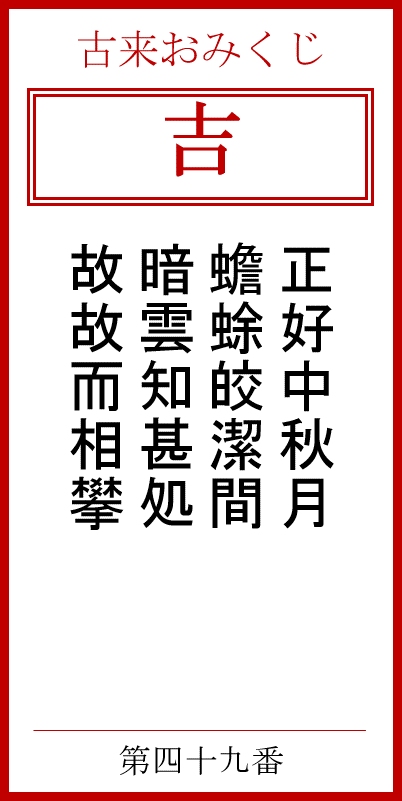 古来おみくじ
吉
正好中秋月
蟾蜍皎潔間
暗雲知甚処
故故而相攀
第四十九番